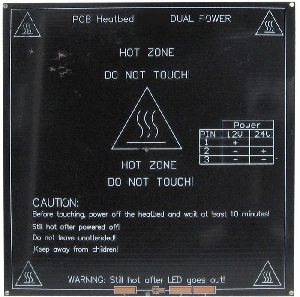 PCB Heatbed DUAL POWER
HOT ZONE
DO NOT TOUCH!
Power
PIN 12V 24V
1 +
2 - +
3 - -
HOT ZONE
DO NOT TOUCH!
CAUTION:
Before touching, power off the heatbed and wait at least 10 minutes!
Still hot after powered off!
Do not leave unattended!
Keep away from children!
WARNING: Still hot after LED goes out!